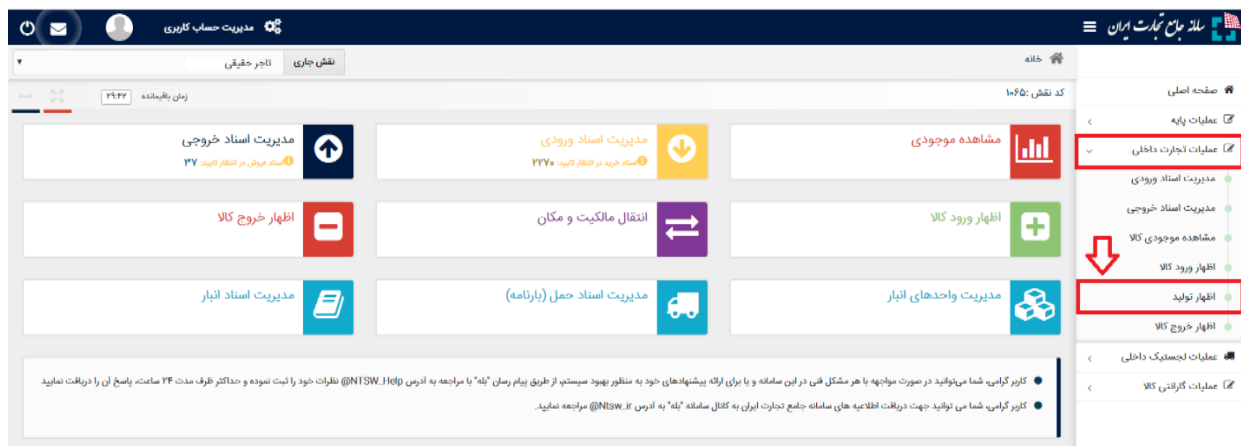 سامانه جامع تجارت ایران
مدیریت حساب کاربری
خانه
نقش جاری
تاجر حقیقی
کد نقش :۱۰۶۵
زمان باقیمانده ۲۹:۴۲
صفحه اصلی
عملیات پایه
عملیات تجارت داخلی
مدیریت اسناد ورودی
مدیریت اسناد خروجی
مشاهده موجودی کالا
اظهار ورود کالا
اظهار تولید
اظهار خروج کالا
عملیات لجستیک داخلی
عملیات گارانتی کالا
مشاهده موجودی
مدیریت اسناد ورودی
اسناد خرید در انتظار تایید: ۲۲۷۰
مدیریت اسناد خروجی
اسناد فروش در انتظار تایید: ۳۷
اظهار ورود کالا
انتقال مالکیت و مکان
اظهار خروج کالا
مدیریت واحدهای انبار
مدیریت اسناد حمل (بارنامه)
مدیریت اسناد انبار
کاربر گرامی، شما می‌توانید در صورت مواجهه با هر مشکل فنی در این سامانه و یا برای ارائه پیشنهادهای خود به منظور بهبود سیستم، از طریق پیام رسان "بله" با مراجعه به آدرس NTSW_Help@ نظرات خود را ثبت نموده و حداکثر ظرف مدت ۲۴ ساعت، پاسخ آن را دریافت نمایید
کاربر گرامی، شما می توانید جهت دریافت اطلاعیه های سامانه جامع تجارت ایران به کانال سامانه "بله" به آدرس Ntsw_ir@ مراجعه نمایید.